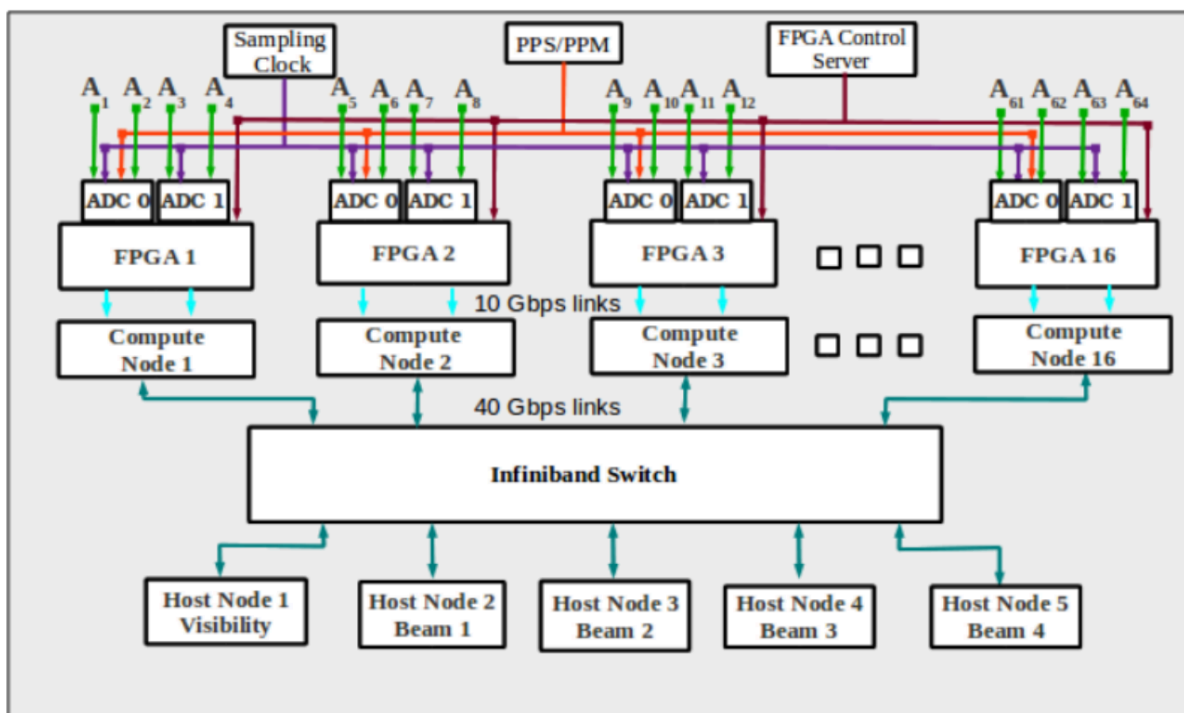 Sampling
Clock
PPS/PPM
FPGA Control
Server
A1 A2 A3 A4 A5 A6 A7 A8 A9 A10 A11 A12 A61 A62 A63 A64
ADC 0 ADC 1 ADC 0 ADC 1 ADC 0 ADC 1 ADC 0 ADC 1
FPGA 1 FPGA 2 FPGA 3 FPGA 16
10 Gbps links
Compute
Node 1
Compute
Node 2
Compute
Node 3
Compute
Node 16
40 Gbps links
Infiniband Switch
Host Node 1
Visibility
Host Node 2
Beam 1
Host Node 3
Beam 2
Host Node 4
Beam 3
Host Node 5
Beam 4